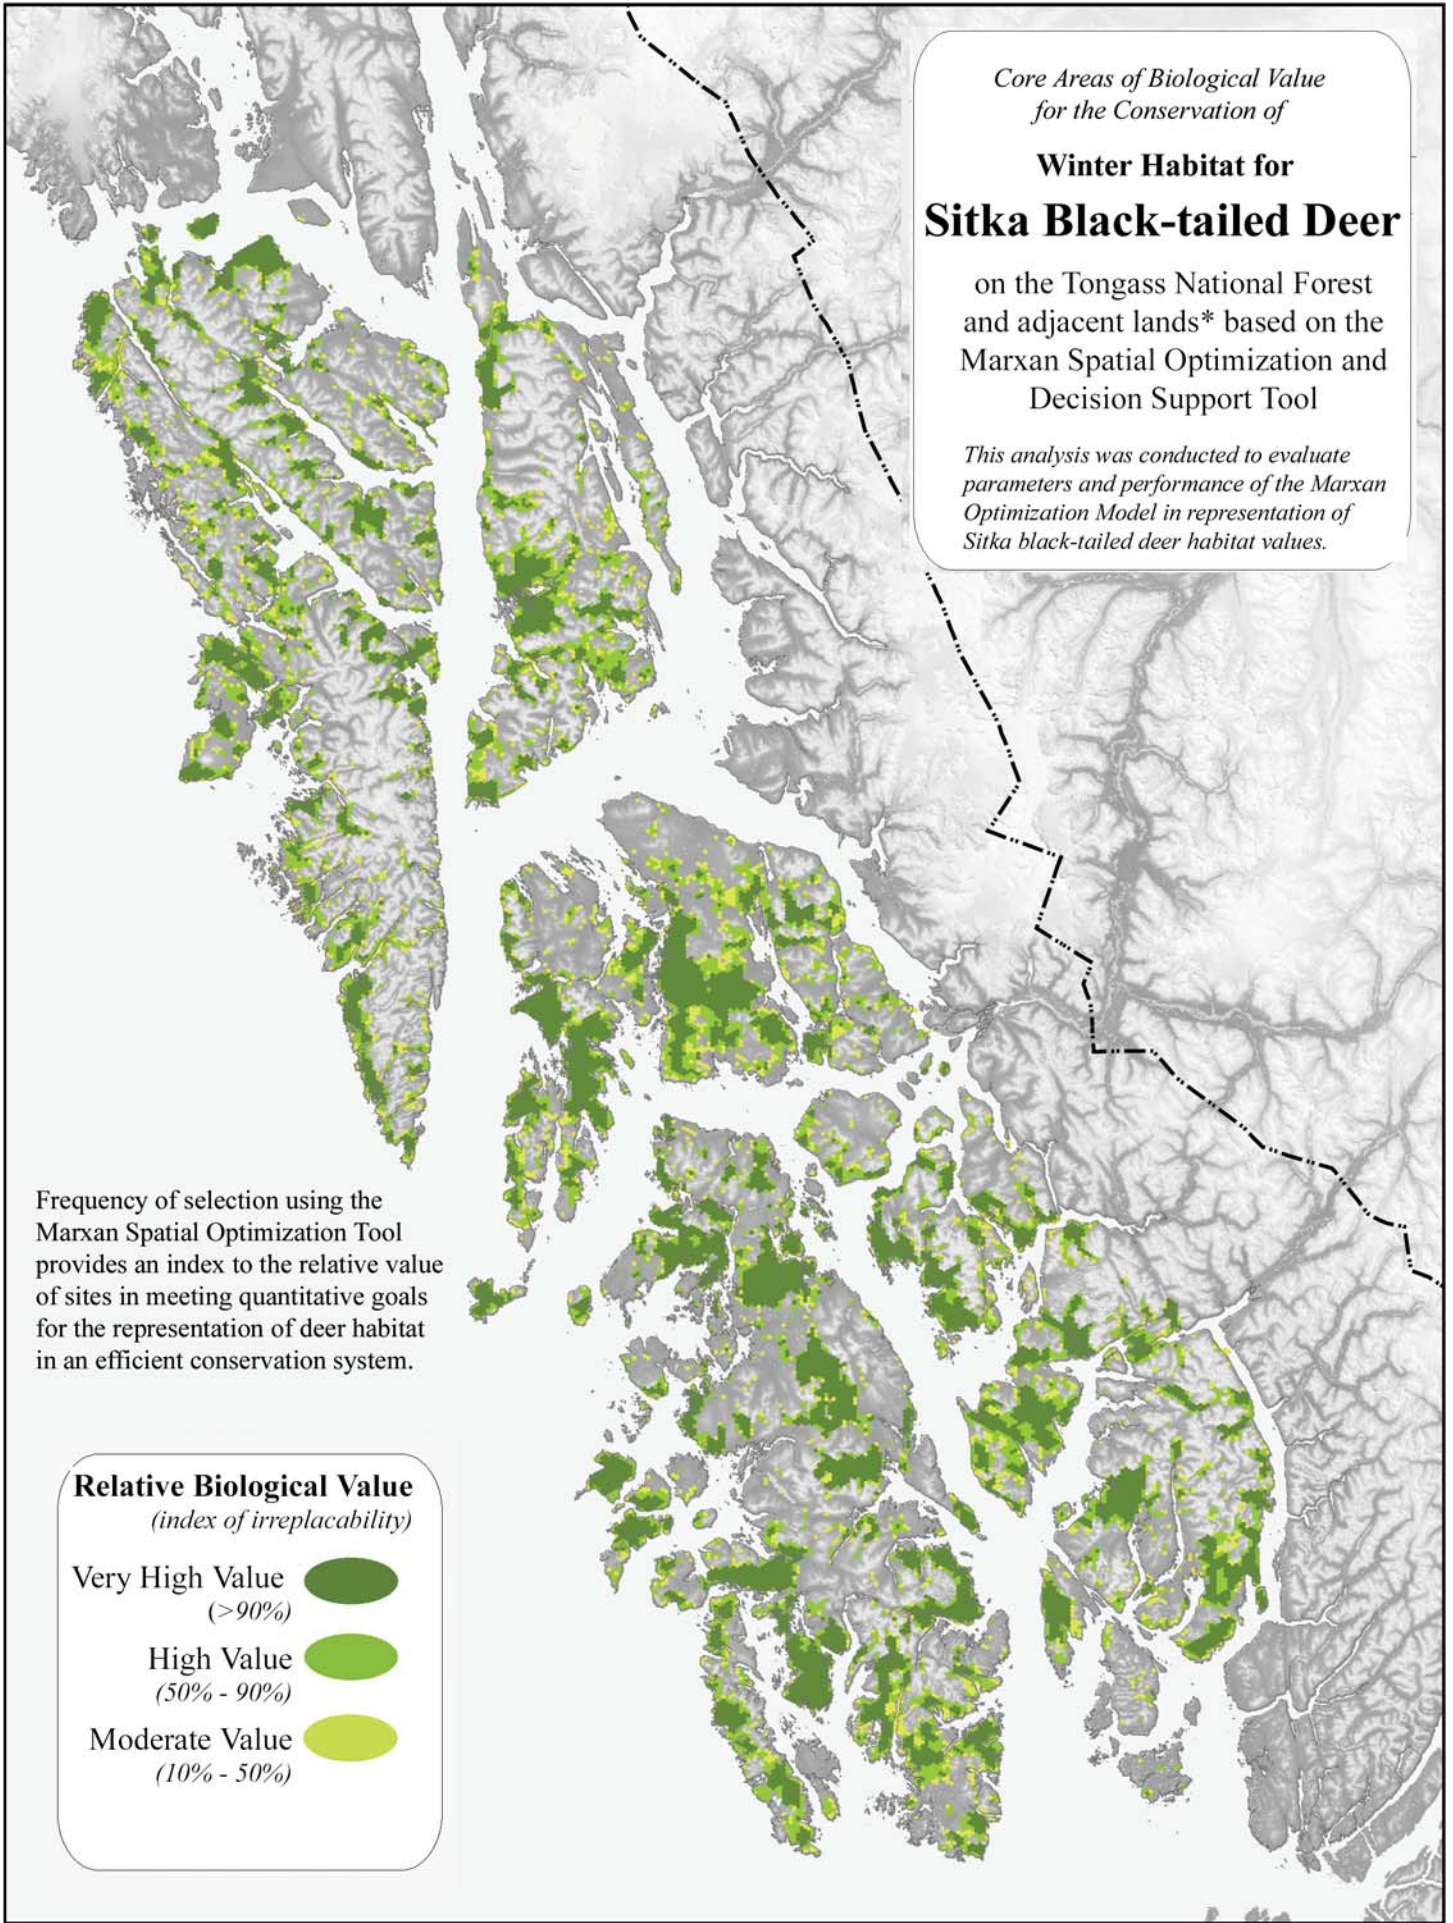 Core Areas of Biological Value
for the Conservation of
Winter Habitat for
Sitka Black-tailed Deer
on the Tongass National Forest
and adjacent lands* based on the
Marxan Spatial Optimization and
Decision Support Tool
This analysis was conducted to evaluate
parameters and performance of the Marxan
Optimization Model in representation of
Sitka black-tailed deer habitat values.
Frequency of selection using the
Marxan Spatial Optimization Tool
provides an index to the relative value
of sites in meeting quantitative goals
for the representation of deer habitat
in an efficient conservation system.
Relative Biological Value
(index of irreplacability)
Very High Value
(>90%)
High Value
(50% - 90%)
Moderate Value
(10% - 50%)